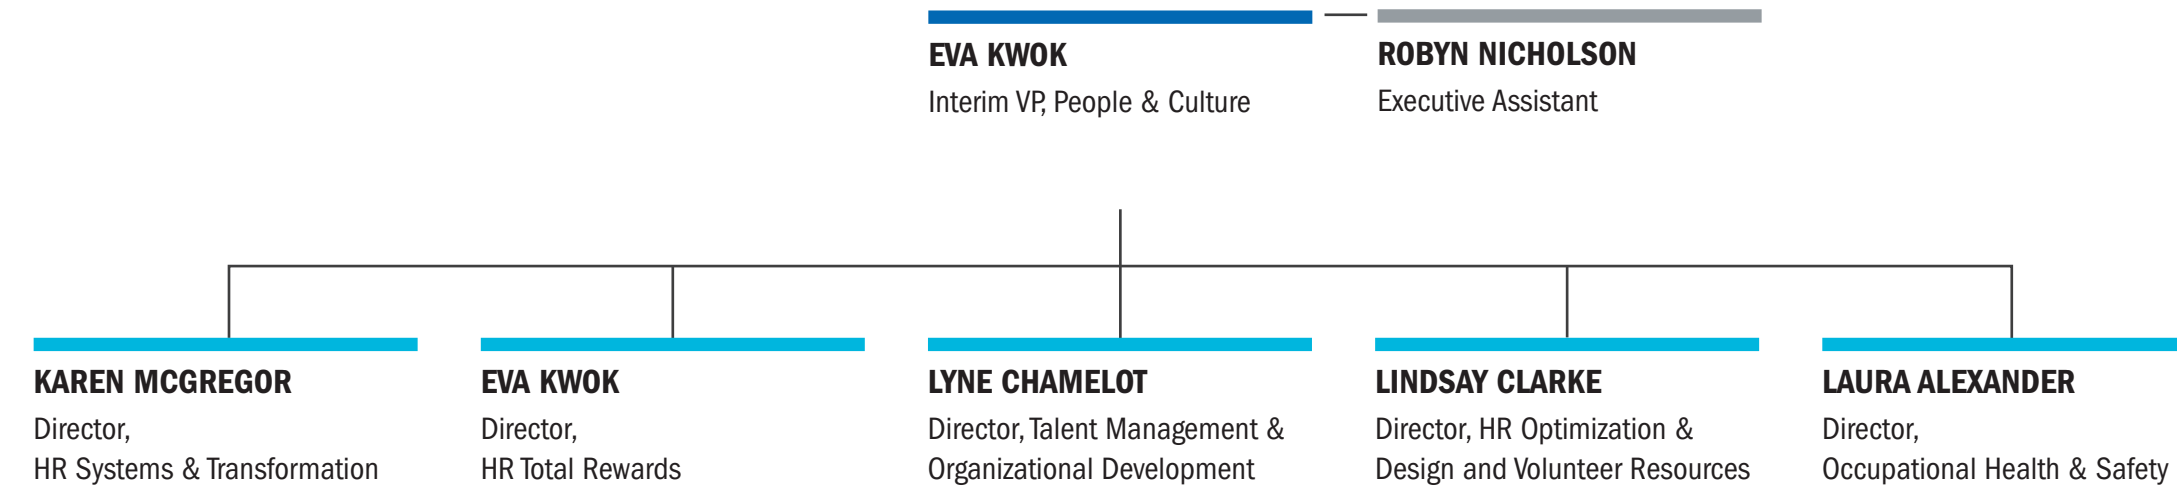 EVA KWOK
Interim VP, People & Culture
ROBYN NICHOLSON
Executive Assistant
KAREN MCGREGOR
Director,
HR Systems & Transformation
EVA KWOK
Director,
HR Total Rewards
LYNE CHAMELOT
Director, Talent Management &
Organizational Development
LINDSAY CLARKE
Director, HR Optimization &
Design and Volunteer Resources
LAURA ALEXANDER
Director,
Occupational Health & Safety